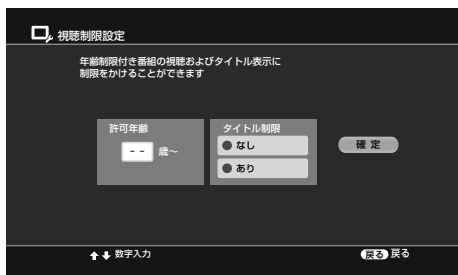 視聴制限設定
年齢制限付き番組の視聴およびタイトル表示に
制限をかけることができます
許可年齢
-- 歳～
タイトル制限
なし
あり
確定
数字入力
戻る 戻る